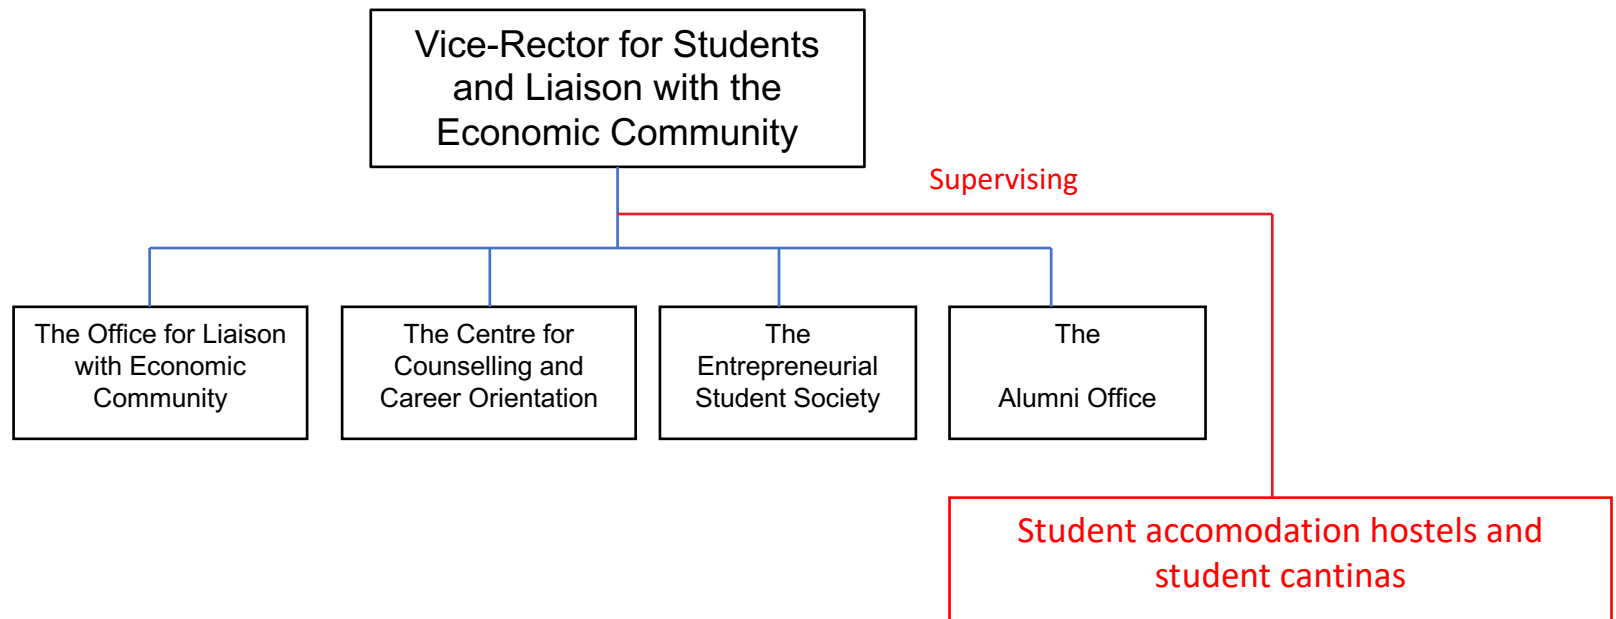 Vice-Rector for Students
and Liaison with the
Economic Community
Supervising
The Office for Liaison
with Economic
Community
The Centre for
Counselling and
Career Orientation
The
Entrepreneurial
Student Society
The
Alumni Office
Student accomodation hostels and
student cantinas